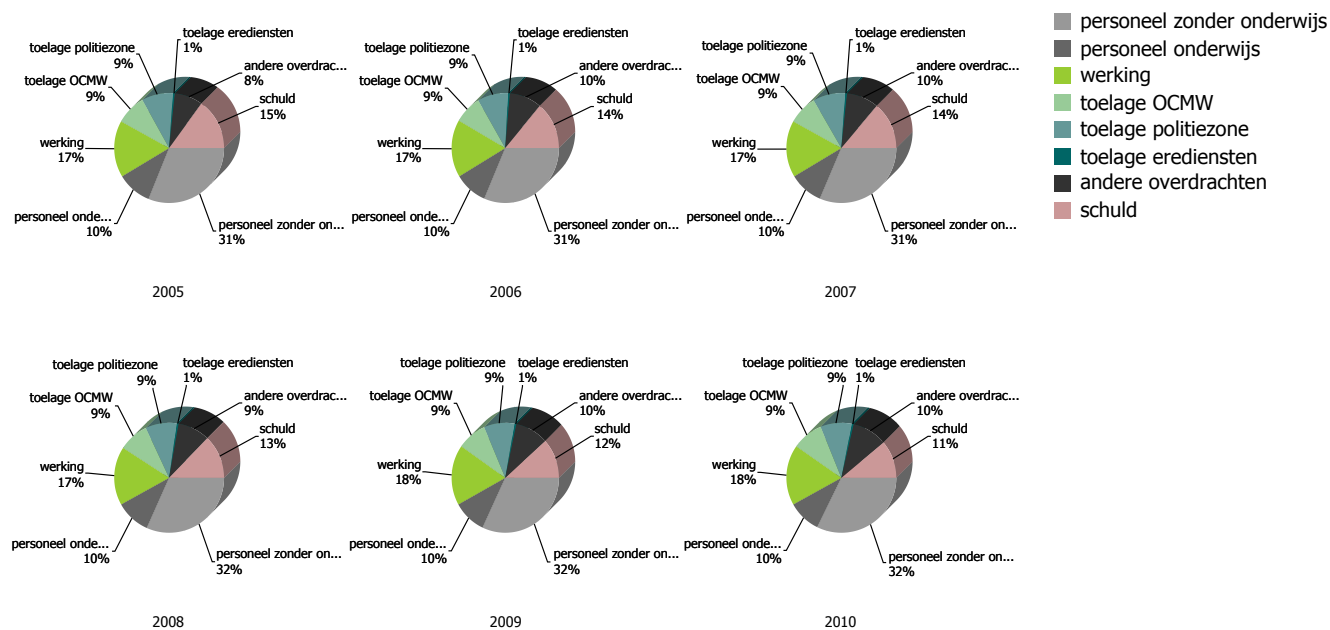 toelage erediensten
1%
toelage politiezone
9%
andere overdrac...
8%
toelage OCMW
9%
schuld
15%
werking
17%
personeel onde...
10%
personeel zonder on...
31%
2005
toelage erediensten
1%
toelage politiezone
9%
andere overdrac...
10%
toelage OCMW
9%
schuld
14%
werking
17%
personeel onde...
10%
personeel zonder on...
31%
2006
toelage erediensten
1%
toelage politiezone
9%
andere overdrac...
10%
toelage OCMW
9%
schuld
14%
werking
17%
personeel onde...
10%
personeel zonder on...
31%
2007
personeel zonder onderwijs
personeel onderwijs
werking
toelage OCMW
toelage politiezone
toelage erediensten
andere overdrachten
schuld
toelage politiezone
9%
toelage erediensten
1%
toelage OCMW
9%
andere overdrac...
9%
schuld
13%
werking
17%
personeel onde...
10%
personeel zonder on...
32%
2008
toelage politiezone
9%
toelage erediensten
1%
toelage OCMW
9%
andere overdrac...
10%
schuld
12%
werking
18%
personeel onde...
10%
personeel zonder on...
32%
2009
toelage politiezone
9%
toelage erediensten
1%
toelage OCMW
9%
andere overdrac...
10%
schuld
11%
werking
18%
personeel onde...
10%
personeel zonder on...
32%
2010